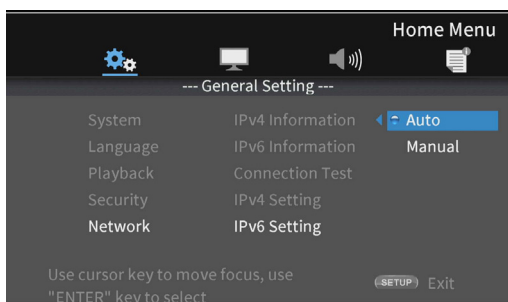 Home Menu
--- General Setting ---
System IPv4 Information Auto
Language IPv6 Information Manual
Playback Connection Test
Security IPv4 Setting
Network IPv6 Setting
Use cursor key to move focus, use
"ENTER" key to select
SETUP Exit